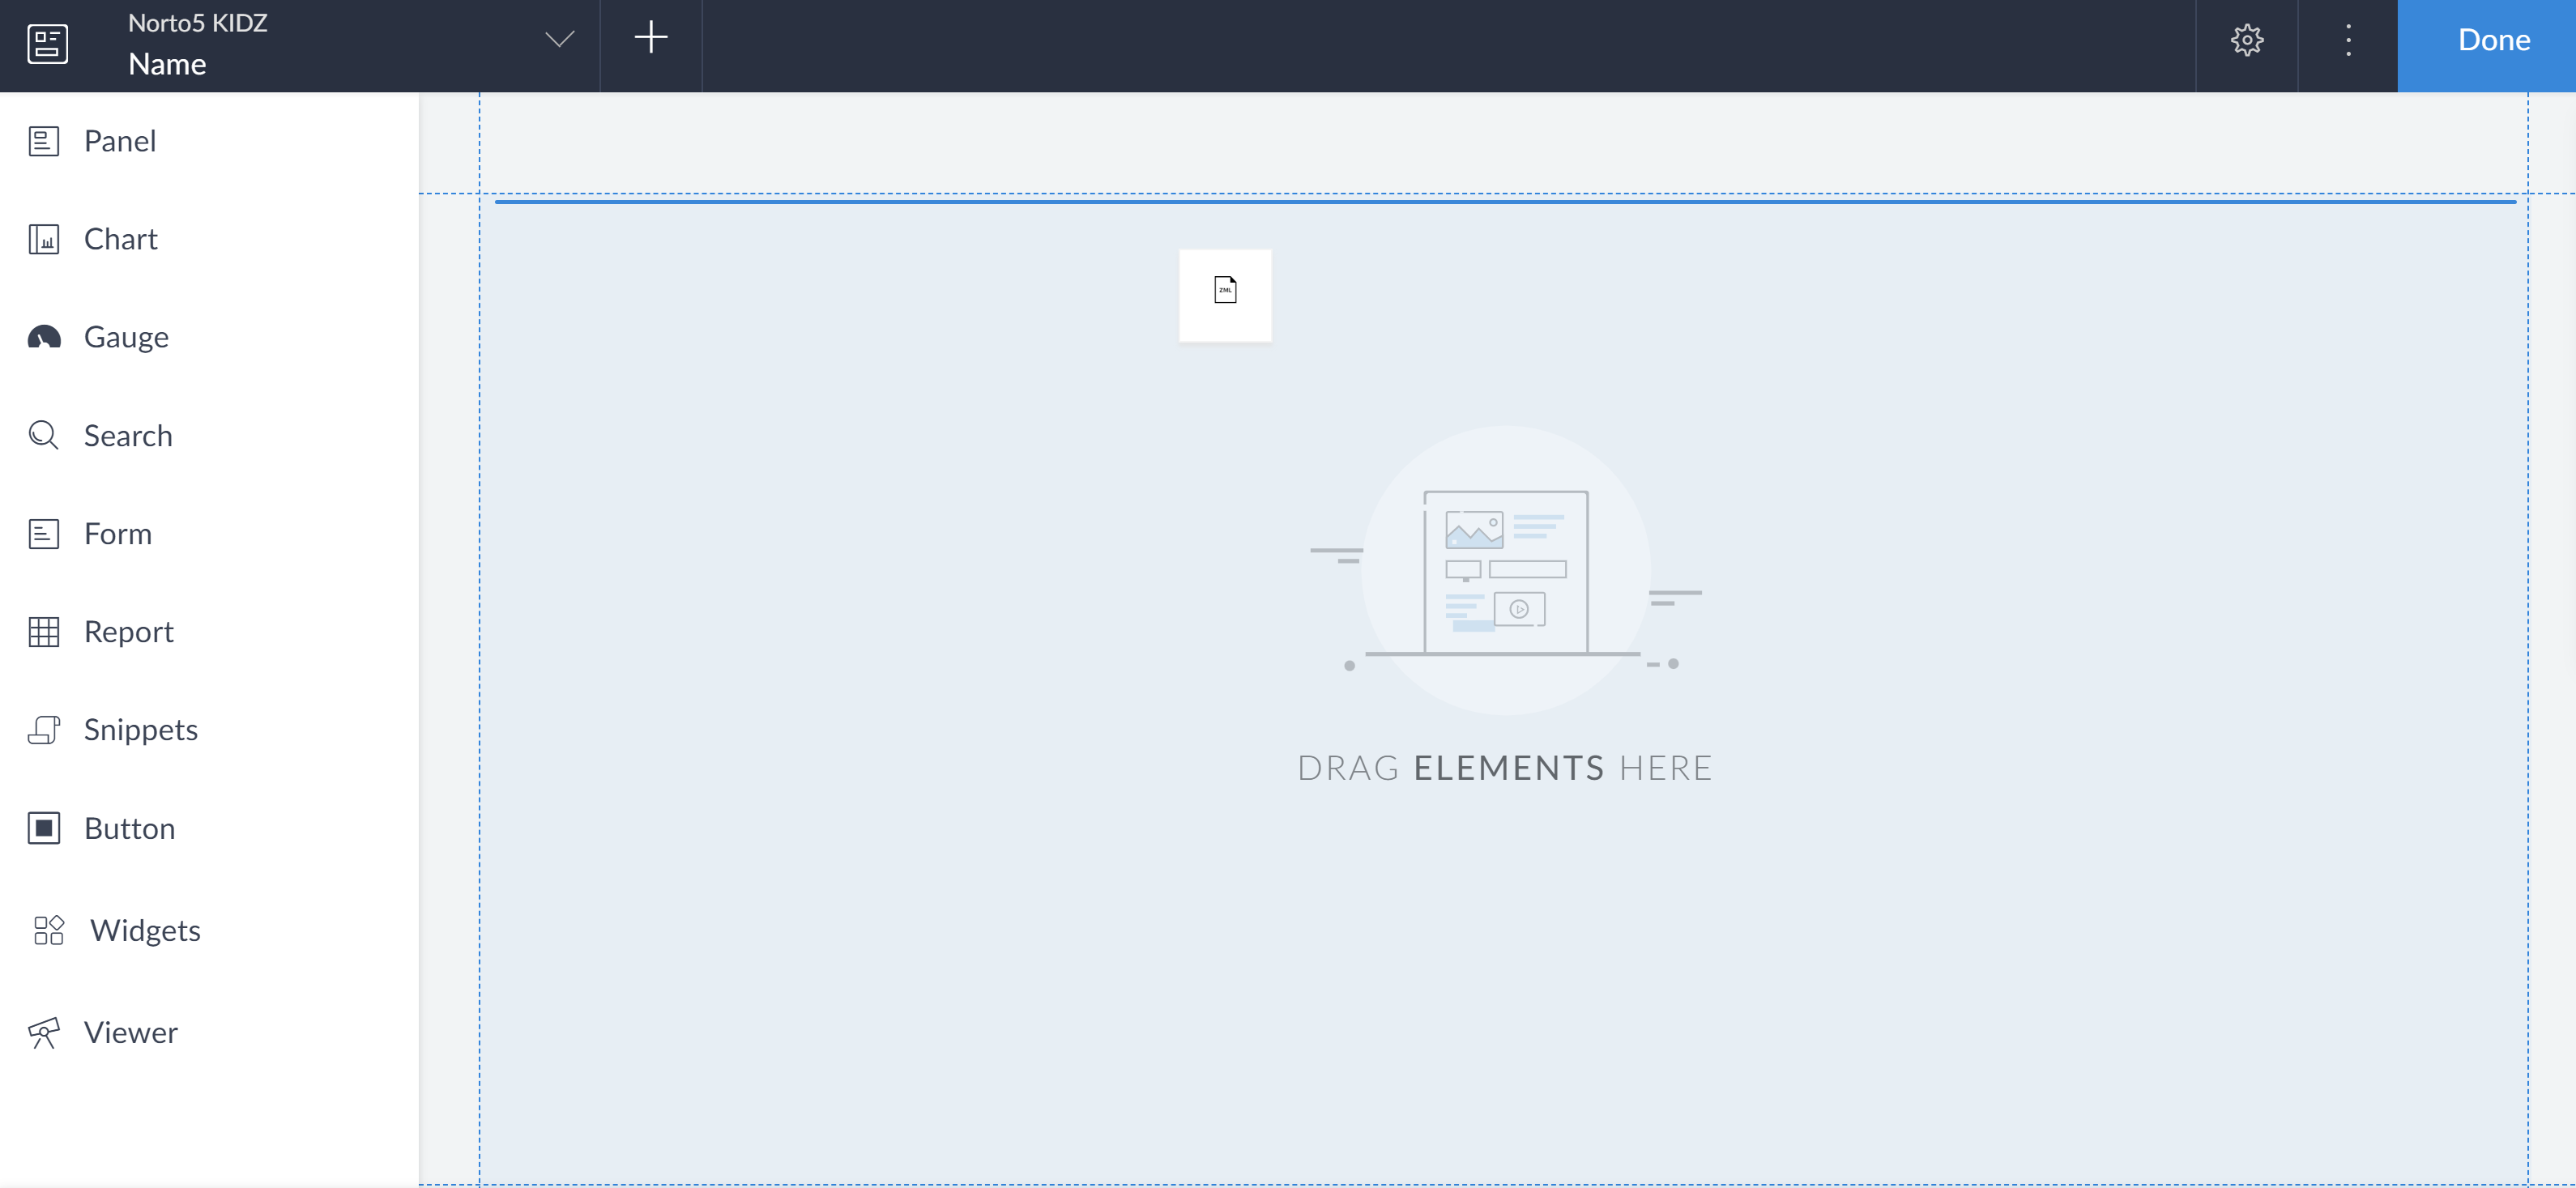 Norto5 KIDZ
Name
Done
Panel
Chart
Gauge
Search
Form
Report
Snippets
Button
Widgets
Viewer
ZML
DRAG ELEMENTS HERE